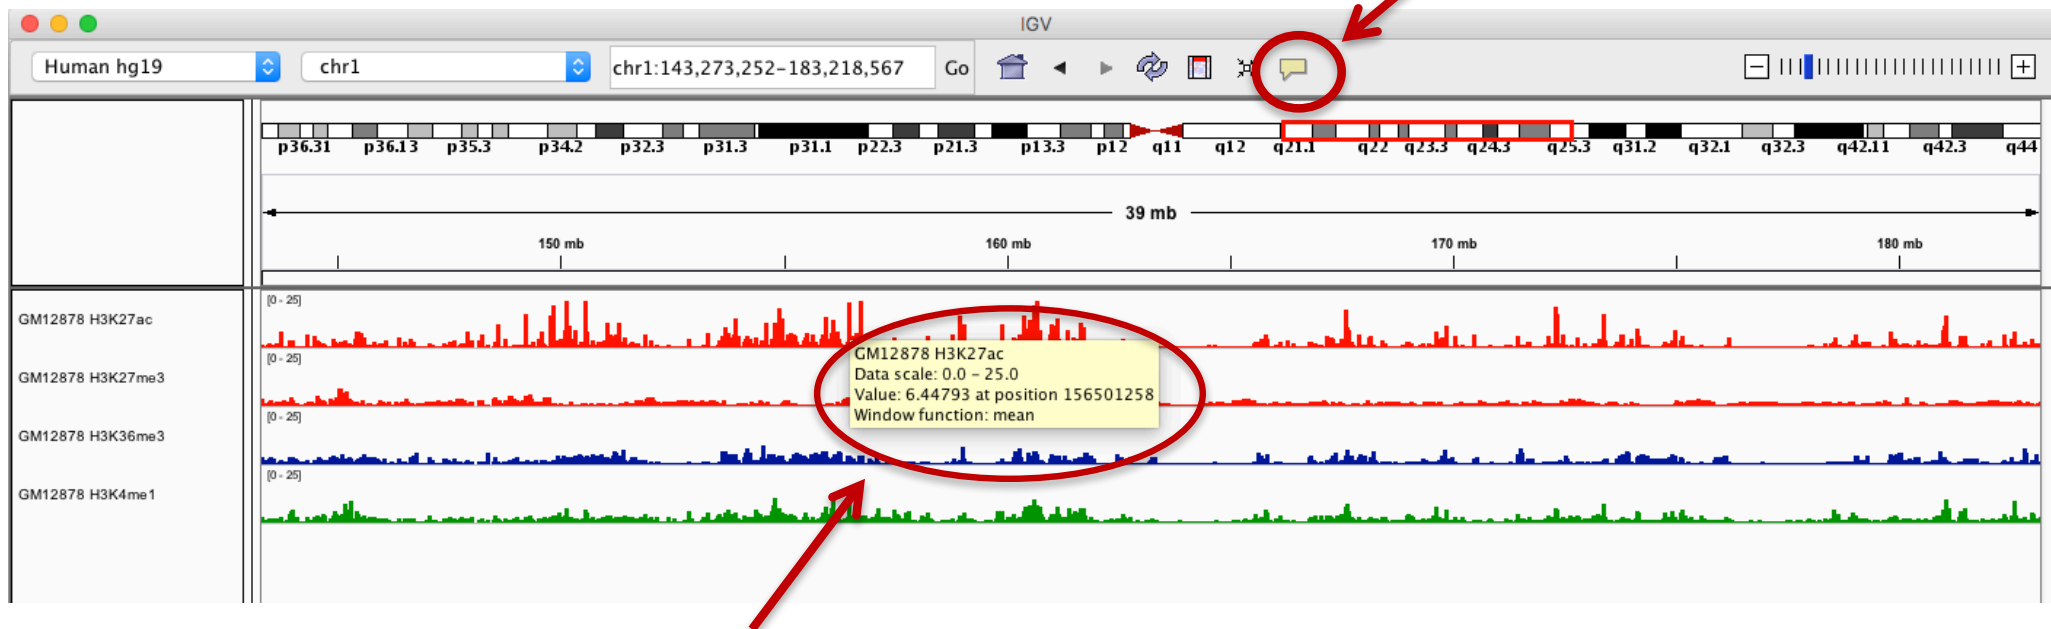 IGV
Human hg19 chr1 chr1:143,273,252-183,218,567 Go
p36.31 p36.13 p35.3 p34.2 p32.3 p31.3 p31.1 p22.3 p21.3 p13.3 p12 q11 q12 q21.1 q22 q23.3 q24.3 q25.3 q31.2 q32.1 q32.3 q42.11 q42.3 q44
39 mb
150 mb 160 mb 170 mb 180 mb
[0 - 25]
GM12878 H3K27ac
[0 - 25]
GM12878 H3K27me3
[0 - 25]
GM12878 H3K36me3
[0 - 25]
GM12878 H3K4me1
GM12878 H3K27ac
Data scale: 0.0 - 25.0
Value: 6.44793 at position 156501258
Window function: mean